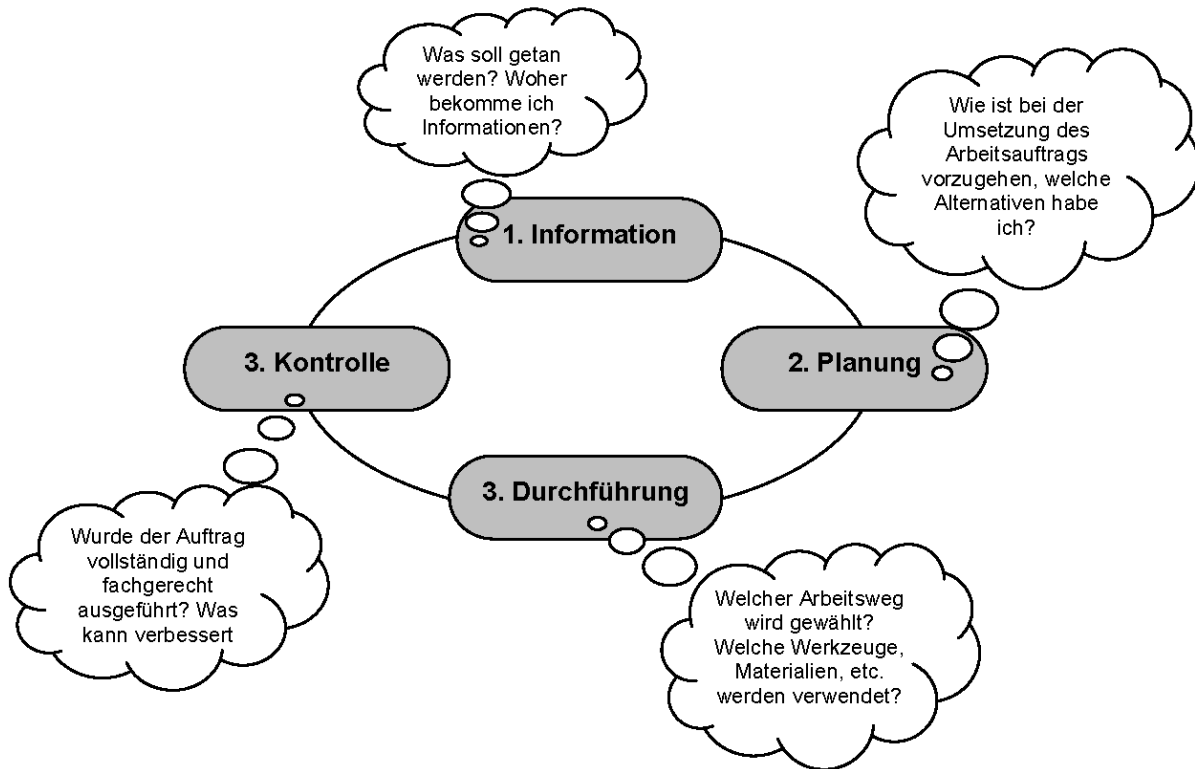 Was soll getan
werden? Woher
bekomme ich
Informationen?
Wie ist bei der
Umsetzung des
Arbeitsauftrags
vorzugehen, welche
Alternativen habe
ich?
1. Information
3. Kontrolle
2. Planung
3. Durchführung
Wurde der Auftrag
vollständig und
fachgerecht
ausgeführt? Was
kann verbessert
Welcher Arbeitsweg
wird gewählt?
Welche Werkzeuge,
Materialien, etc.
werden verwendet?